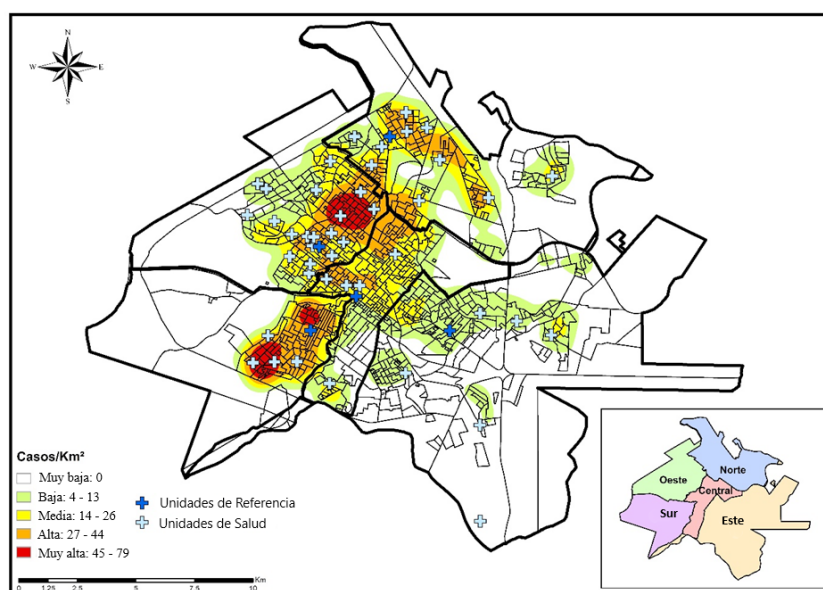 N
W E
S
Casos/Km²
Muy baja: 0
Baja: 4 - 13
Media: 14 - 26
Alta: 27 - 44
Muy alta: 45 - 79
Unidades de Referencia
Unidades de Salud
Km
0 1.25 2.5 5 7.5 10
Norte
Oeste
Central
Sur
Este